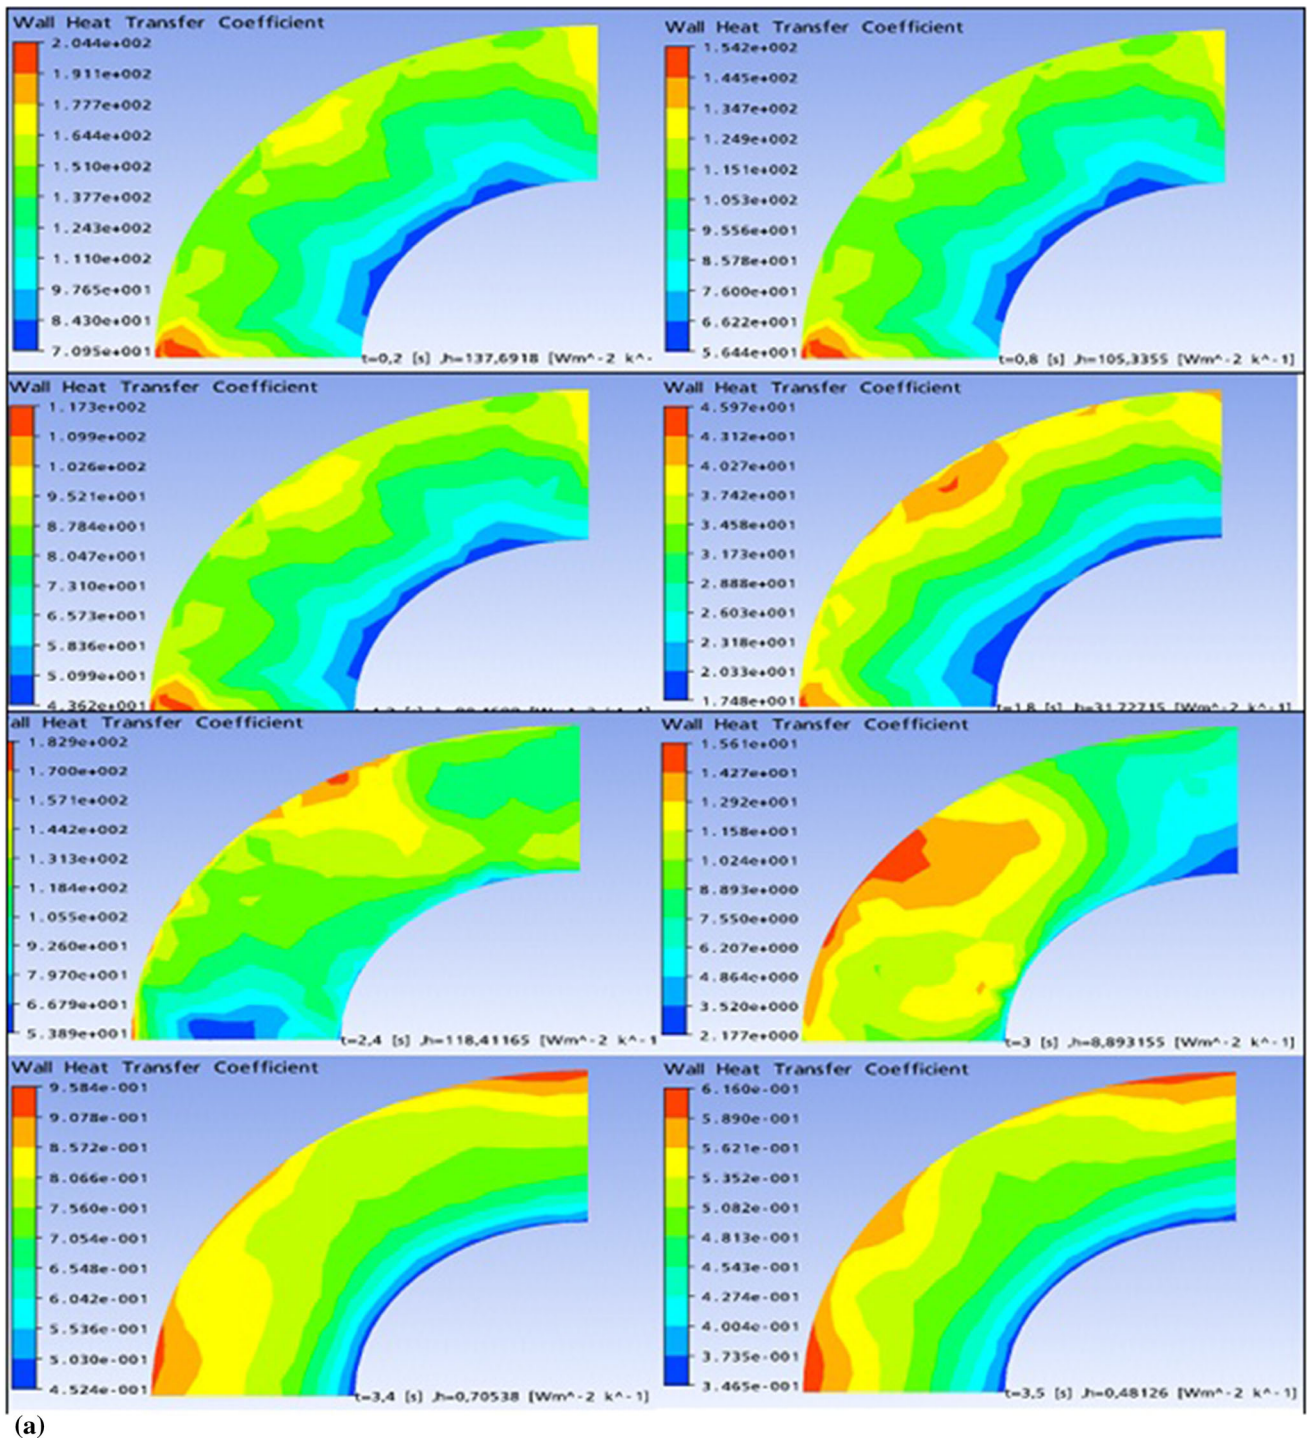 Wall Heat Transfer Coefficient
2.044e+002
1.911e+002
1.777e+002
1.644e+002
1.510e+002
1.377e+002
1.243e+002
1.110e+002
9.765e+001
8.430e+001
7.095e+001
t=0,2 [s] ,h=137,6918 [Wm^-2 k^-
Wall Heat Transfer Coefficient
1.542e+002
1.445e+002
1.347e+002
1.249e+002
1.151e+002
1.053e+002
9.556e+001
8.578e+001
7.600e+001
6.622e+001
5.644e+001
t=0,8 [s] ,h=105,3355 [Wm^-2 k^-1]
Wall Heat Transfer Coefficient
1.173e+002
1.099e+002
1.026e+002
9.521e+001
8.784e+001
8.047e+001
7.310e+001
6.573e+001
5.836e+001
5.099e+001
4.362e+001
Wall Heat Transfer Coefficient
4.597e+001
4.312e+001
4.027e+001
3.742e+001
3.458e+001
3.173e+001
2.888e+001
2.603e+001
2.318e+001
2.033e+001
1.748e+001
t=1,8 [s] ,h=31,72715 [Wm^-2 k^-1]
all Heat Transfer Coefficient
1.829e+002
1.700e+002
1.571e+002
1.442e+002
1.313e+002
1.184e+002
1.055e+002
9.260e+001
7.970e+001
6.679e+001
5.389e+001
t=2,4 [s] ,h=118,41165 [Wm^-2 k^-1
Wall Heat Transfer Coefficient
1.561e+001
1.427e+001
1.292e+001
1.158e+001
1.024e+001
8.893e+000
7.550e+000
6.207e+000
4.864e+000
3.520e+000
2.177e+000
t=3 [s] ,h=8,893155 [Wm^-2 k^-1]
Wall Heat Transfer Coefficient
9.584e-001
9.078e-001
8.572e-001
8.066e-001
7.560e-001
7.054e-001
6.548e-001
6.042e-001
5.536e-001
5.030e-001
4.524e-001
t=3,4 [s] ,h=0,70538 [Wm^-2 k^-1]
Wall Heat Transfer Coefficient
6.160e-001
5.890e-001
5.621e-001
5.352e-001
5.082e-001
4.813e-001
4.543e-001
4.274e-001
4.004e-001
3.735e-001
3.465e-001
t=3,5 [s] ,h=0,48126 [Wm^-2 k^-1]
(a)